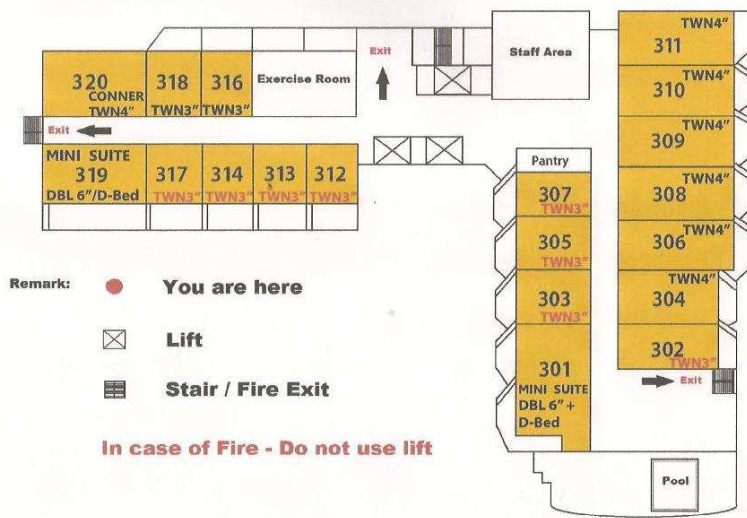 TWN4”
311
320
CONNER
TWN4”
318
TWN3”
316
TWN3”
Exercise Room
Exit
Staff Area
TWN4”
310
TWN4”
309
Exit
MINI SUITE
319
DBL 6”/D-Bed
317
TWN3”
314
TWN3”
313
TWN3”
312
TWN3”
Pantry
307
TWN3”
305
TWN3”
303
TWN3”
301
MINI SUITE
DBL 6” +
D-Bed
TWN4”
308
TWN4”
306
TWN4”
304
302
TWN3”
Exit
Remark:
You are here
Lift
Stair / Fire Exit
In case of Fire - Do not use lift
Pool